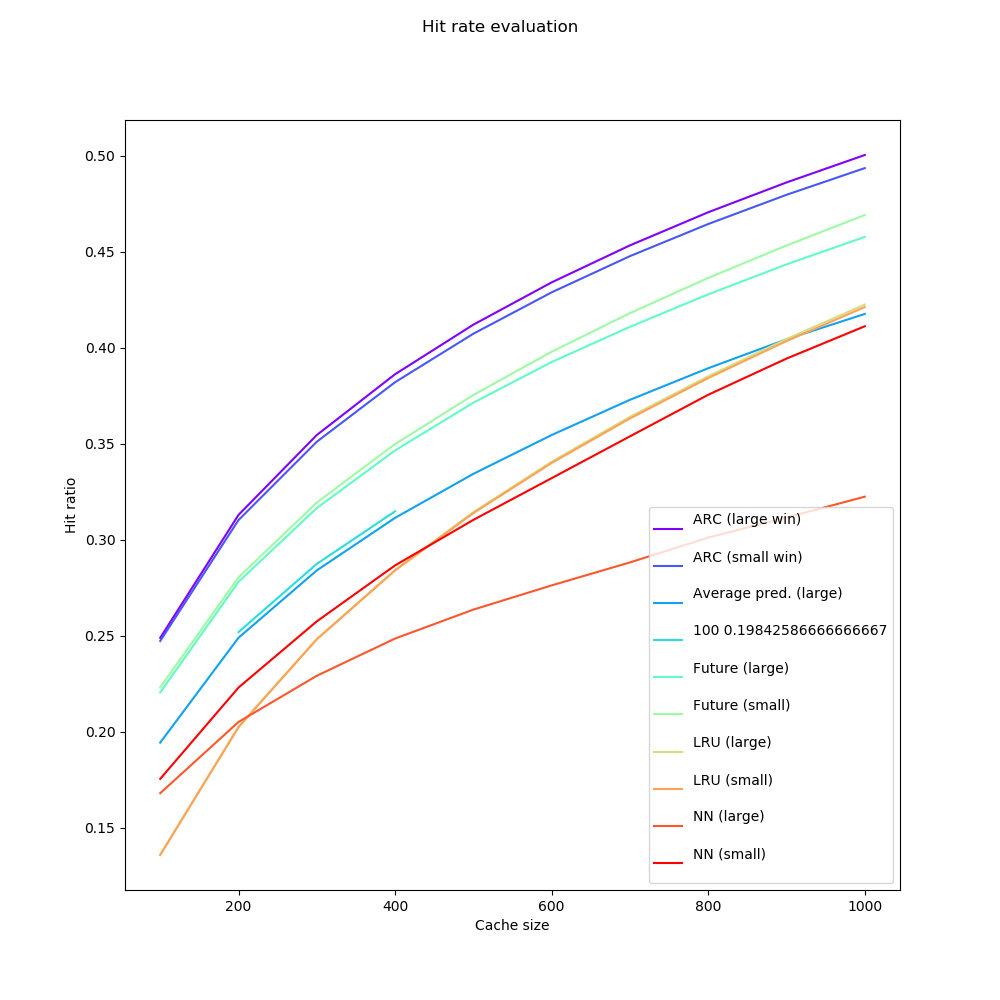 Hit rate evaluation
0.50
0.45
0.40
0.35
0.30
0.25
0.20
0.15
Hit ratio
ARC (large win)
ARC (small win)
Average pred. (large)
100 0.19842586666666667
Future (large)
Future (small)
LRU (large)
LRU (small)
NN (large)
NN (small)
200 400 600 800 1000
Cache size